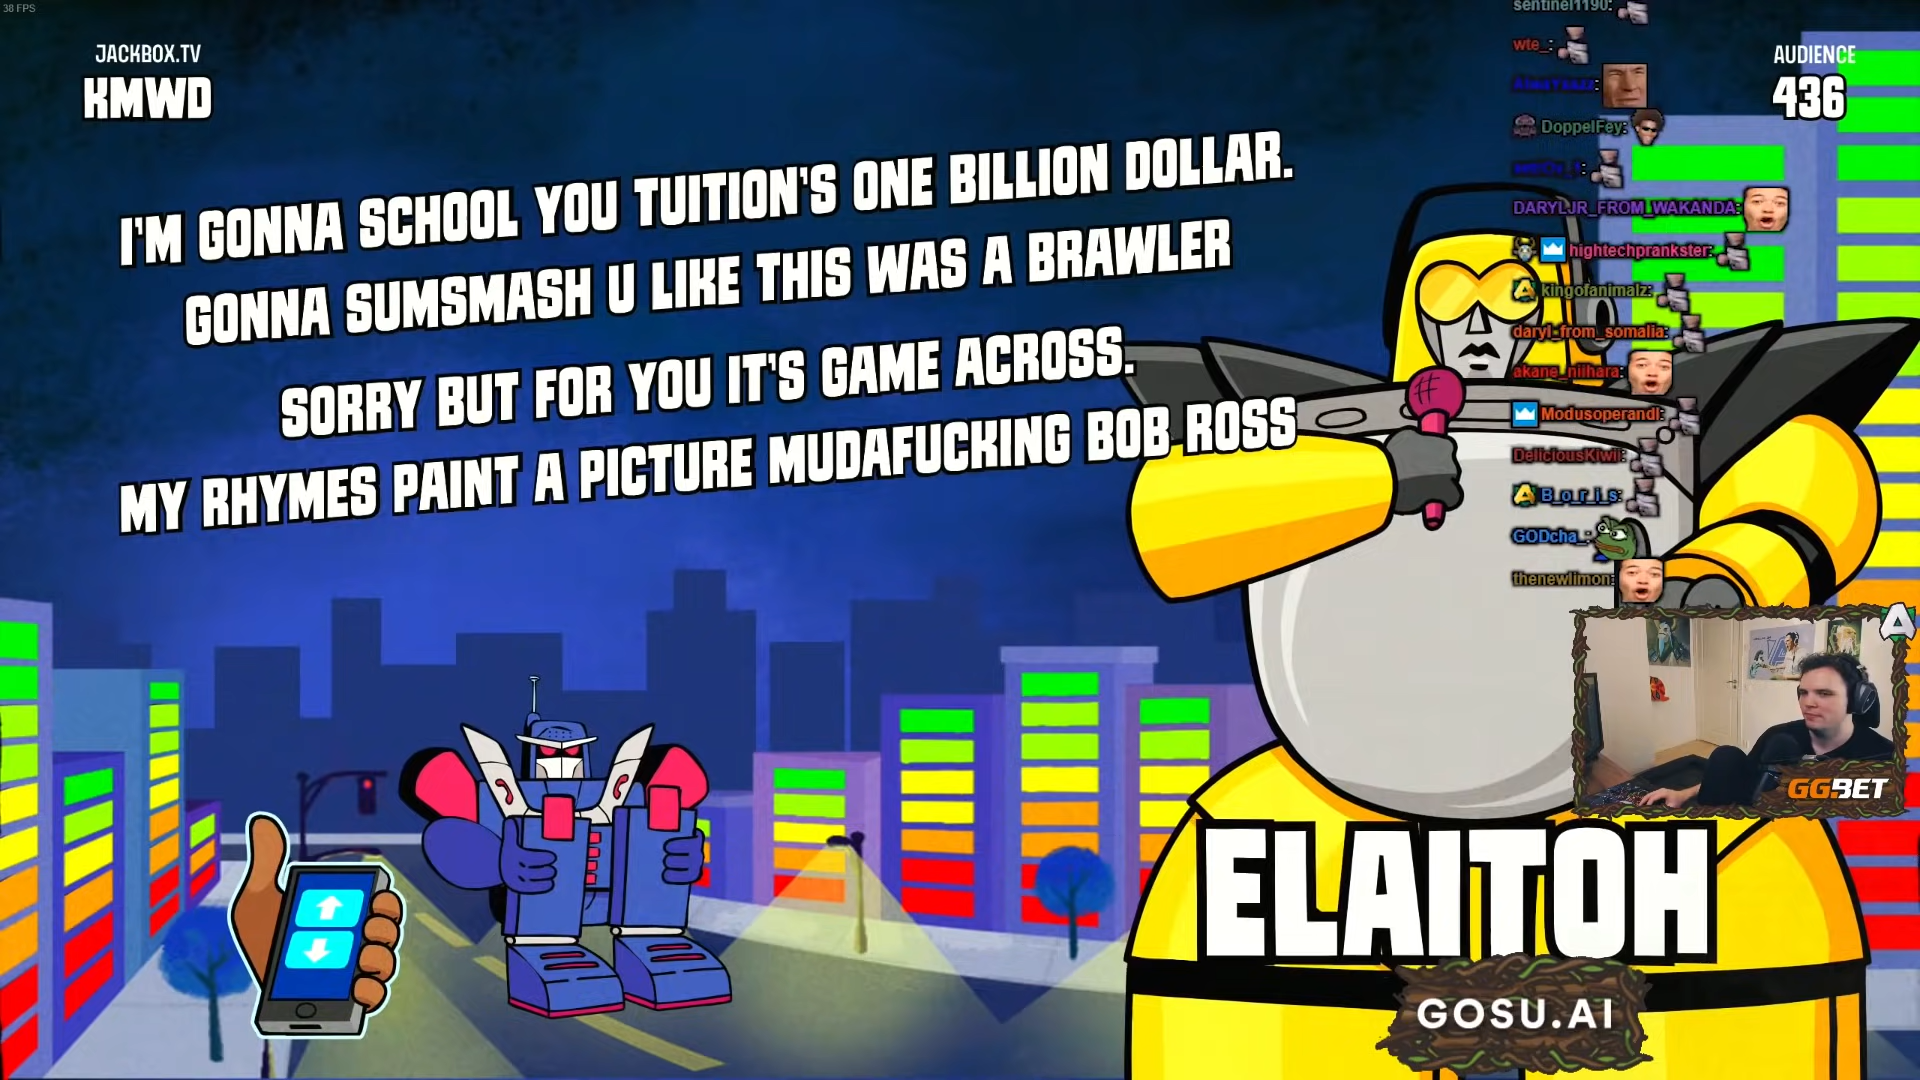 38 FPS
JACKBOX.TV
KMWD
AUDIENCE
436
I'M GONNA SCHOOL YOU TUITION'S ONE BILLION DOLLAR.
GONNA SUMSMASH U LIKE THIS WAS A BRAWLER
SORRY BUT FOR YOU IT'S GAME ACROSS.
MY RHYMES PAINT A PICTURE MUDAFUCKING BOB ROSS
sentinel1190:
wte_:
DoppelFey:
DARYLJR_FROM_WAKANDA:
hightechprankster:
kingofanimalz:
daryl_from_somalia:
akane_niihara:
Modusoperandi:
DeliciousKiwi:
B_o_r_i_s:
GODcha_:
thenewlimon:
GGBET
ELAITOH
GOSU.AI